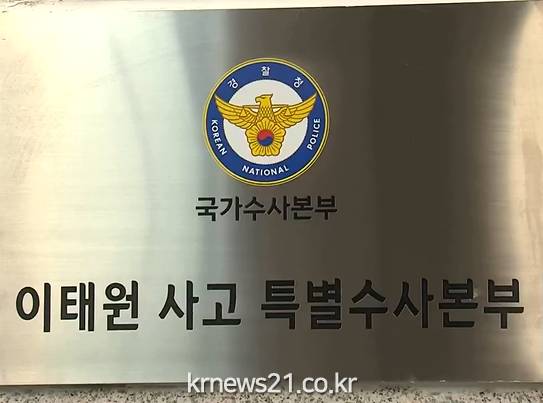 경찰청
KOREAN NATIONAL POLICE
국가수사본부
이태원 사고 특별수사본부
krnews21.co.kr